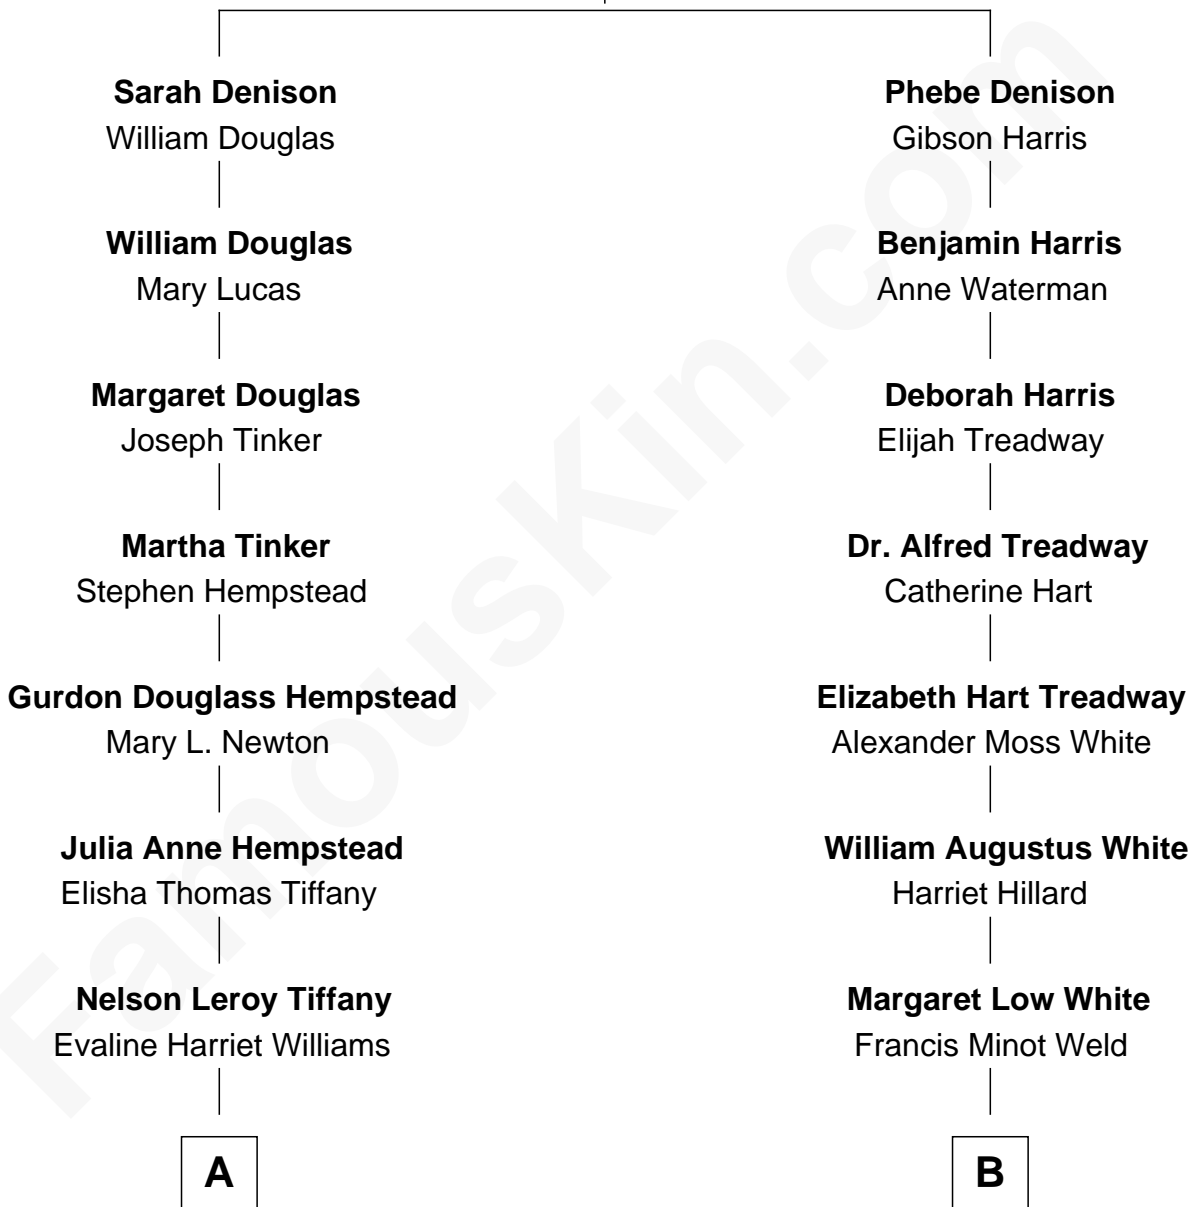 Sarah Denison
William Douglas
William Douglas
Mary Lucas
Margaret Douglas
Joseph Tinker
Martha Tinker
Stephen Hempstead
Gurdon Douglass Hempstead
Mary L. Newton
Julia Anne Hempstead
Elisha Thomas Tiffany
Nelson Leroy Tiffany
Evaline Harriet Williams
A
Phebe Denison
Gibson Harris
Benjamin Harris
Anne Waterman
Deborah Harris
Elijah Treadway
Dr. Alfred Treadway
Catherine Hart
Elizabeth Hart Treadway
Alexander Moss White
William Augustus White
Harriet Hillard
Margaret Low White
Francis Minot Weld
B
FamousKin.com